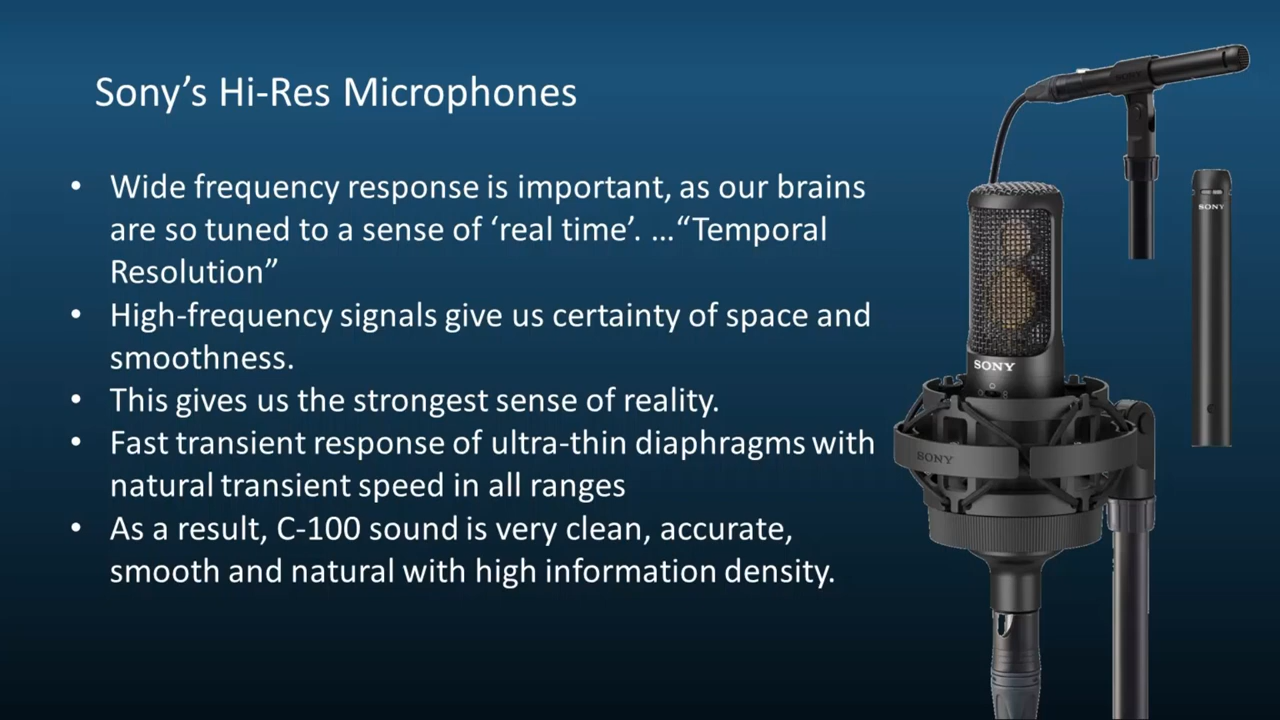 Sony’s Hi-Res Microphones
• Wide frequency response is important, as our brains
are so tuned to a sense of ‘real time’. …“Temporal
Resolution”
• High-frequency signals give us certainty of space and
smoothness.
• This gives us the strongest sense of reality.
• Fast transient response of ultra-thin diaphragms with
natural transient speed in all ranges
• As a result, C-100 sound is very clean, accurate,
smooth and natural with high information density.
SONY
SONY
SONY